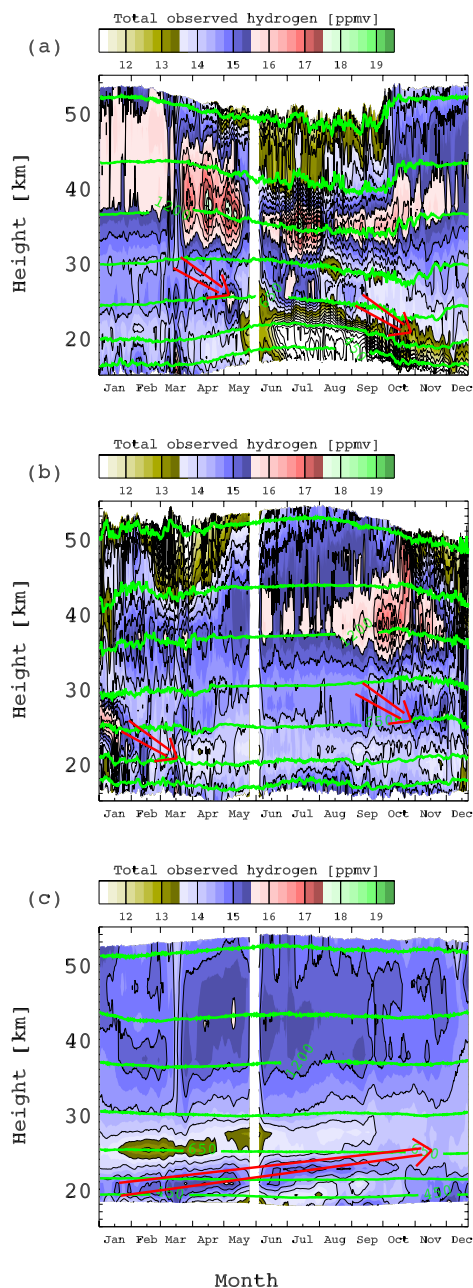 Total observed hydrogen [ppmv]
(a)
12 13 14 15 16 17 18 19
50
40
30
20
Height [km]
1200
Jan Feb Mar Apr May Jun Jul Aug Sep Oct Nov Dec
Total observed hydrogen [ppmv]
(b)
12 13 14 15 16 17 18 19
50
40
30
20
Height [km]
1200
Jan Feb Mar Apr May Jun Jul Aug Sep Oct Nov Dec
Total observed hydrogen [ppmv]
(c)
12 13 14 15 16 17 18 19
50
40
30
20
Height [km]
1200
Jan Feb Mar Apr May Jun Jul Aug Sep Oct Nov Dec
Month